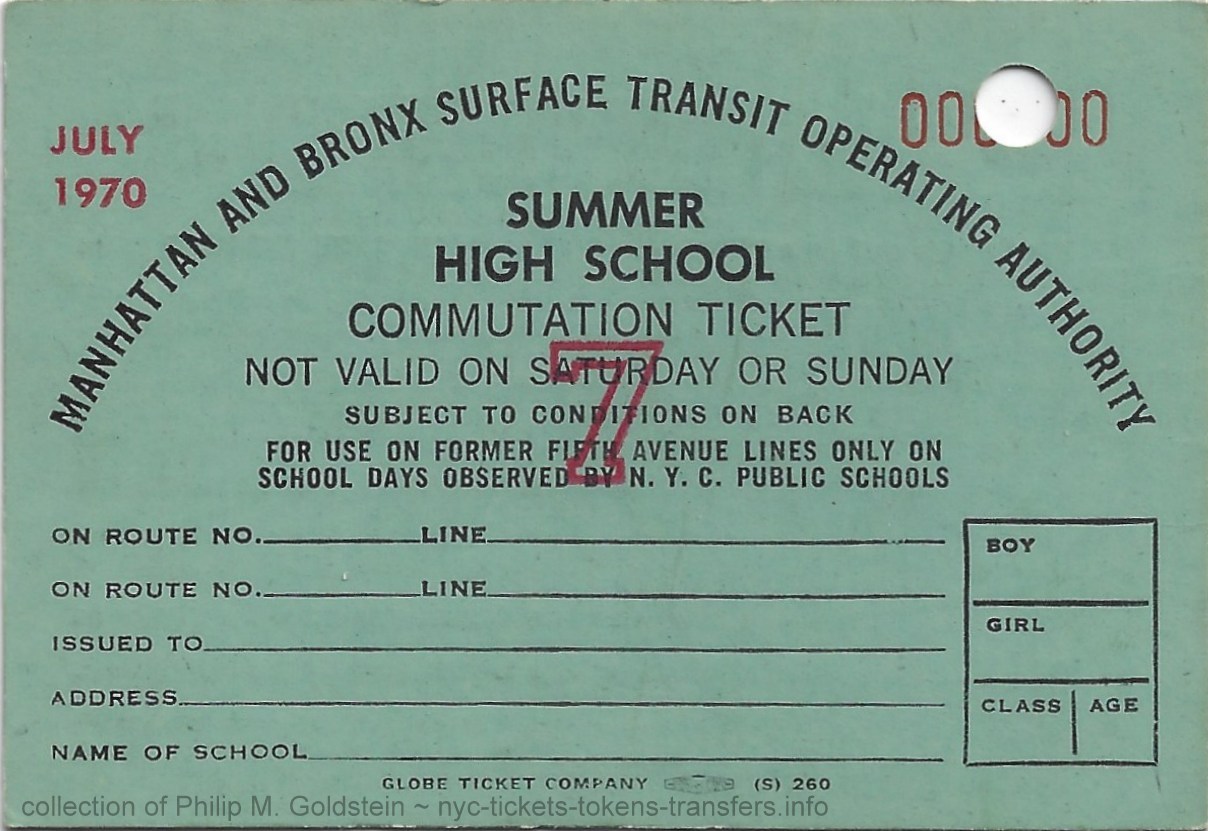 MANHATTAN AND BRONX SURFACE TRANSIT OPERATING AUTHORITY
JULY
1970
SUMMER
HIGH SCHOOL
COMMUTATION TICKET
7
NOT VALID ON SATURDAY OR SUNDAY
SUBJECT TO CONDITIONS ON BACK
FOR USE ON FORMER FIFTH AVENUE LINES ONLY ON
SCHOOL DAYS OBSERVED BY N. Y. C. PUBLIC SCHOOLS
ON ROUTE NO. LINE
ON ROUTE NO. LINE
ISSUED TO
ADDRESS
NAME OF SCHOOL
BOY
GIRL
CLASS AGE
GLOBE TICKET COMPANY (S) 260
collection of Philip M. Goldstein ~ nyc-tickets-tokens-transfers.info